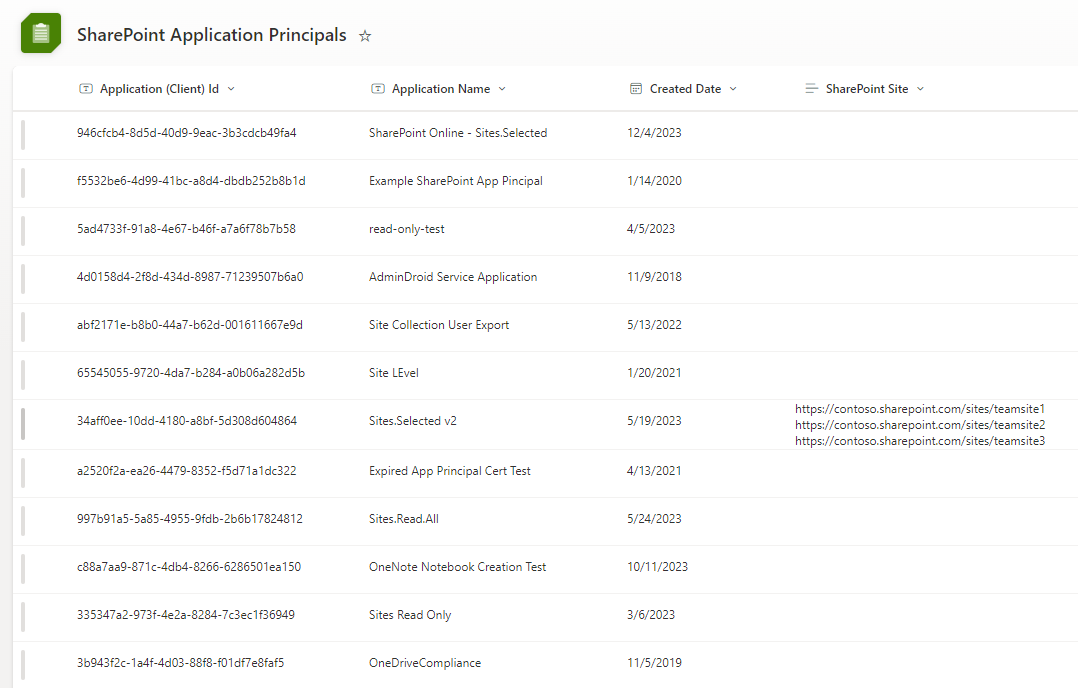 SharePoint Application Principals
Application (Client) Id Application Name Created Date SharePoint Site
946cfcb4-8d5d-40d9-9eac-3b3cdcb49fa4 SharePoint Online - Sites.Selected 12/4/2023
f5532be6-4d99-41bc-a8d4-dbdb252b8b1d Example SharePoint App Pincipal 1/14/2020
5ad4733f-91a8-4e67-b46f-a7a6f78b7b58 read-only-test 4/5/2023
4d0158d4-2f8d-434d-8987-71239507b6a0 AdminDroid Service Application 11/9/2018
abf2171e-b8b0-44a7-b62d-001611667e9d Site Collection User Export 5/13/2022
65545055-9720-4da7-b284-a0b06a282d5b Site LEvel 1/20/2021
34aff0ee-10dd-4180-a8bf-5d308d604864 Sites.Selected v2 5/19/2023 https://contoso.sharepoint.com/sites/teamsite1
https://contoso.sharepoint.com/sites/teamsite2
https://contoso.sharepoint.com/sites/teamsite3
a2520f2a-ea26-4479-8352-f5d71a1dc322 Expired App Principal Cert Test 4/13/2021
997b91a5-5a85-4955-9fdb-2b6b17824812 Sites.Read.All 5/24/2023
c88a7aa9-871c-4db4-8266-6286501ea150 OneNote Notebook Creation Test 10/11/2023
335347a2-973f-4e2a-8284-7c3ec1f36949 Sites Read Only 3/6/2023
3b943f2c-1a4f-4d03-88f8-f01df7e8faf5 OneDriveCompliance 11/5/2019